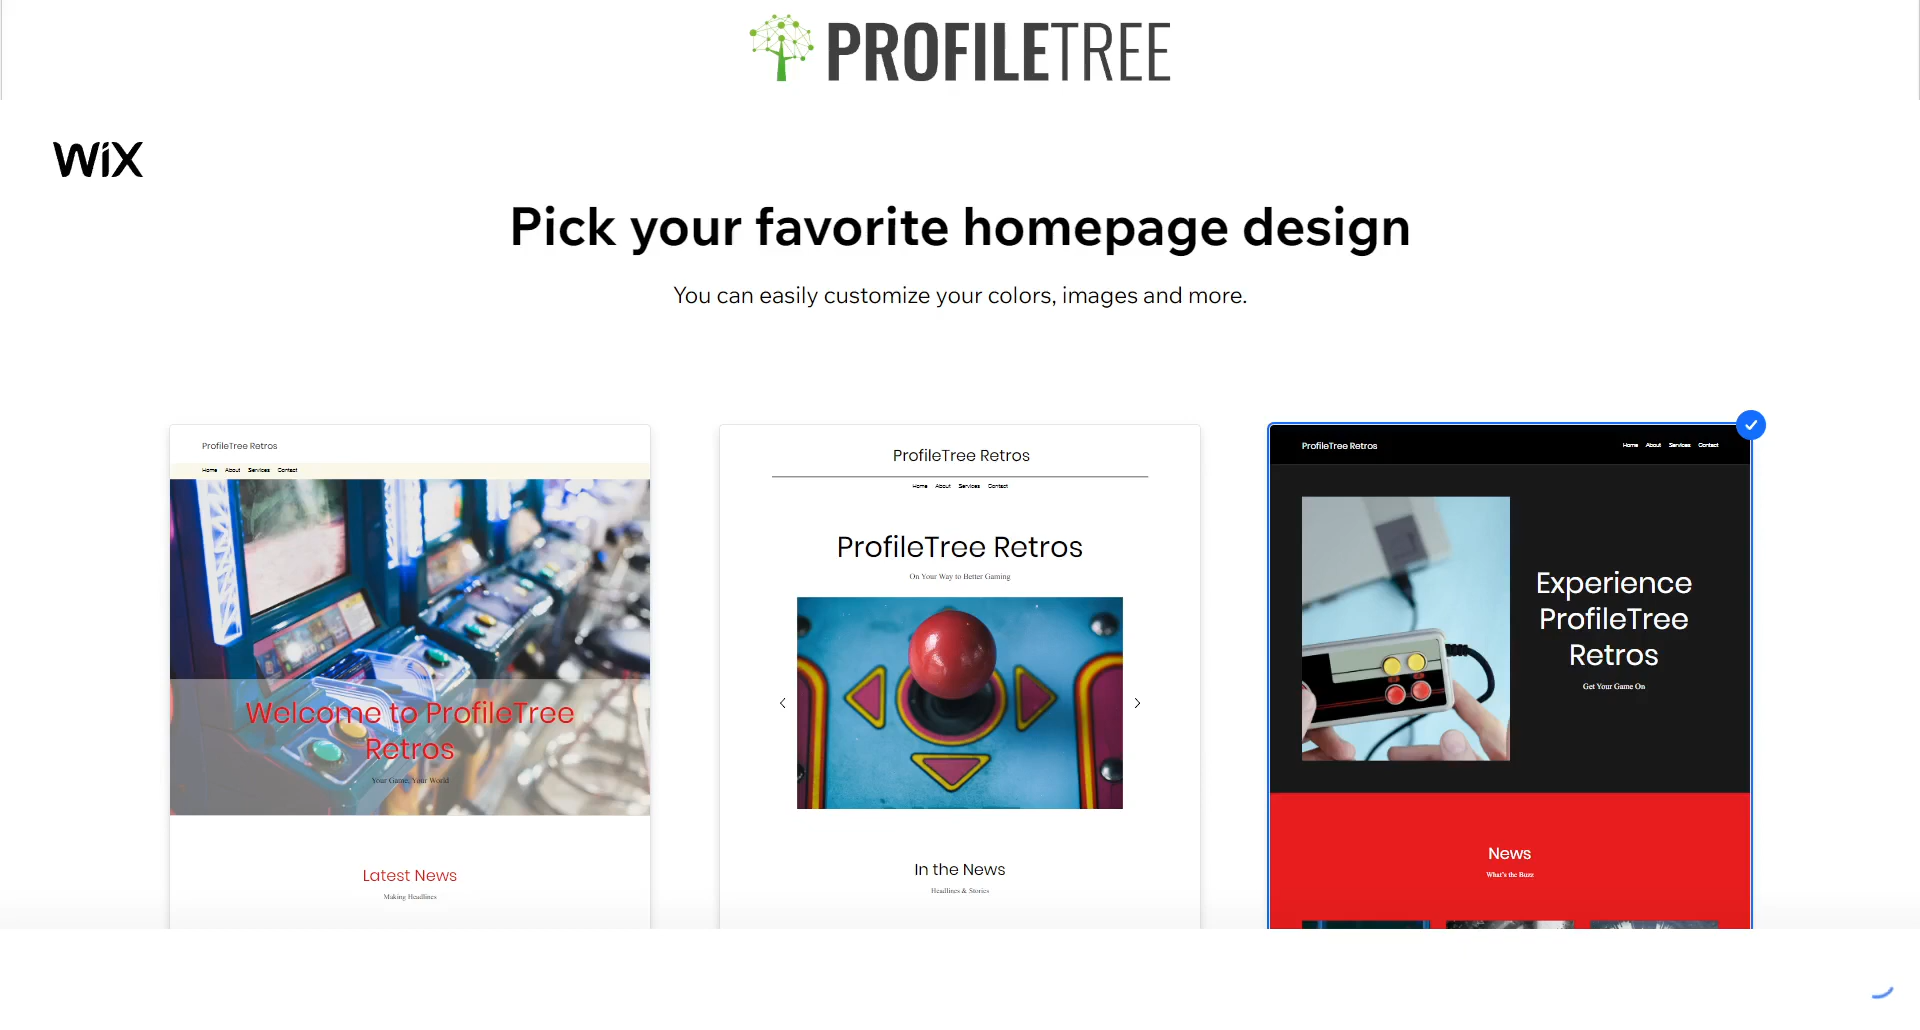 PROFILETREE
WiX
Pick your favorite homepage design
You can easily customize your colors, images and more.
ProfileTree Retros
Home About Services Contact
Welcome to ProfileTree
Retros
Your Game, Your World
Latest News
Making Headlines
ProfileTree Retros
Home About Services Contact
ProfileTree Retros
On Your Way to Better Gaming
In the News
Headlines & Stories
ProfileTree Retros
Home About Services Contact
Experience
ProfileTree
Retros
Get Your Game On
News
What's the Buzz